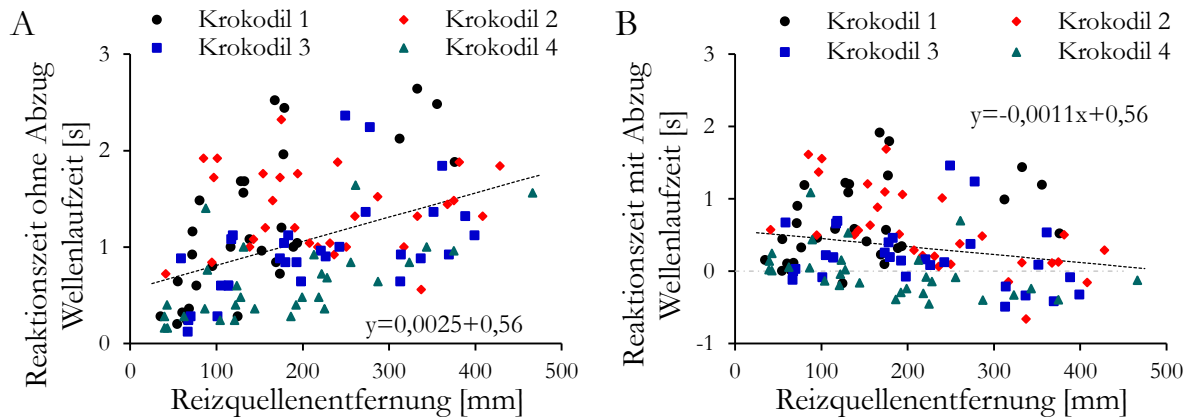 A
Krokodil 1
Krokodil 2
Krokodil 3
Krokodil 4
Reaktionszeit ohne Abzug
Wellenlaufzeit [s]
3
2
1
0
y=0,0025+0,56
0
100
200
300
400
500
Reizquellenentfernung [mm]
B
Krokodil 1
Krokodil 2
Krokodil 3
Krokodil 4
Reaktionszeit mit Abzug
Wellenlaufzeit [s]
3
2
1
0
-1
y=-0,0011x+0,56
0
100
200
300
400
500
Reizquellenentfernung [mm]